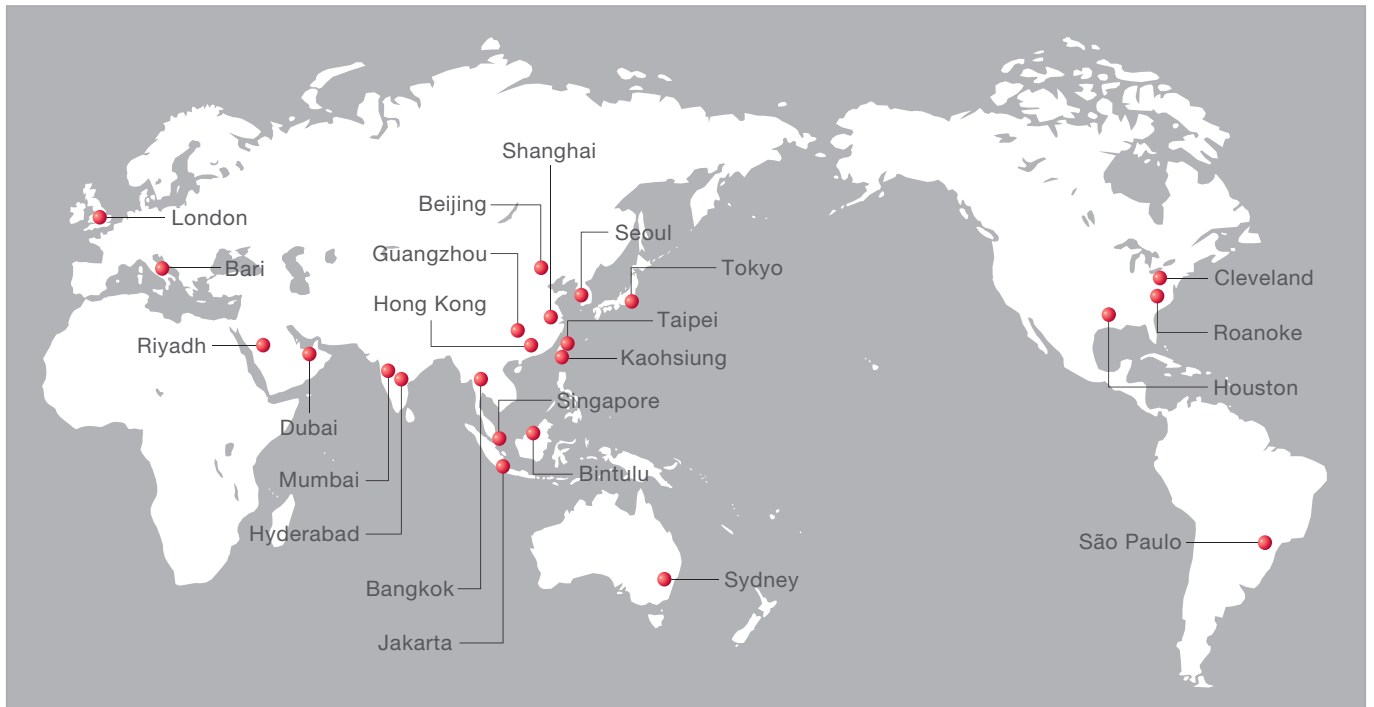 Shanghai
Beijing
London
Seoul
Guangzhou
Bari
Tokyo
Cleveland
Hong Kong
Taipei
Roanoke
Riyadh
Kaohsiung
Houston
Singapore
Dubai
Bintulu
Mumbai
Hyderabad
São Paulo
Sydney
Bangkok
Jakarta